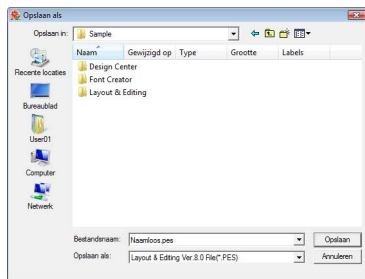 Opslaan als
Opslaan in: Sample
Naam Gewijzigd op Type Grootte Labels
Design Center
Font Creator
Layout & Editing
Recente locaties
Bureaublad
User01
Computer
Netwerk
Bestandsnaam: Naamloos.pes Opslaan
Opslaan als: Layout & Editing Ver.8.0 File(*.PES) Annuleren